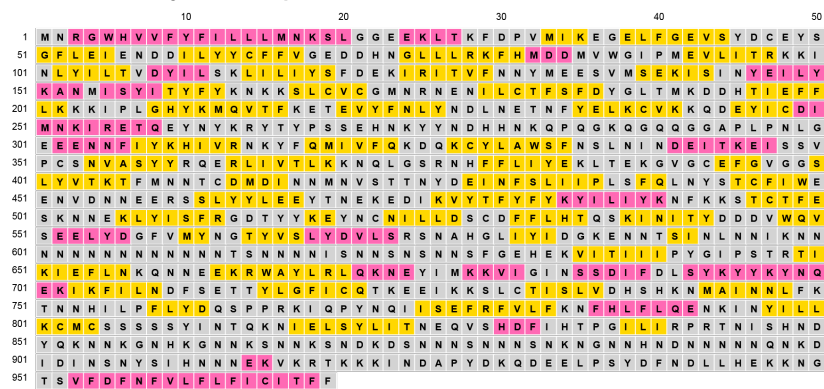 10 20 30 40 50
1 M N R G W H V V F Y F I L L L M N K S L G G E E K L T K F D P V M I K E G E L F G E V S Y D C E Y S
51 G F L E I E N D D I L Y Y C F F V G E D D H N G L L L R K F H M D D M V W G I P M E V L I T R K K I
101 N L Y I L T V D Y I L S K L I L I Y S F D E K I R I T V F N N Y M E E S V M S E K I S I N Y E I L Y
151 K A N M I S Y I T Y F Y K N K K S L C V C G M N R N E N I L C T F S F D Y G L T M K D D H T I E F F
201 L K K K I P L G H Y K M Q V T F K E T E V Y F N L Y N D L N E T N F Y E L K C V K K Q D E Y I C D I
251 M N K I R E T Q E Y N Y K R Y T Y P S S E H N K Y Y N D H H N K Q P Q G K Q G Q Q G G A P L P N L G
301 E E E N N F I Y K H I V R N K Y F Q M I V F Q K D Q K C Y L A W S F N S L N I N D E I T K E I S S V
351 P C S N V A S Y Y R Q E R L I V T L K K N Q L G S R N H F F L I Y E K L T E K G V G C E F G V G G S
401 L Y V T K T F M N N T C D M D I N N M N V S T T N Y D E I N F S L I I P L S F Q L N Y S T C F I W E
451 E N V D N N E E R S S L Y Y L E E Y T N E K E D I K V Y T F Y F Y K Y I L I Y K N F K K S T C T F E
501 S K N N E K L Y I S F R G D T Y Y K E Y N C N I L L D S C D F F L H T Q S K I N I T Y D D D V W Q V
551 S E E L Y D G F V M Y N G T Y V S L Y D V L S R S N A H G L I Y I D G K E N N T S I N L N N I K N N
601 N N N N N N N N N N N T S N N N N I S N N S N N S F G E H E K V I T I I I P Y G I P S T R T I
651 K I E F L N K Q N N E E K R W A Y L R L Q K N E Y I M K K V I G I N S S D I F D L S Y K Y Y K Y N Q
701 E K I K F I L N D F S E T T Y L G F I C Q T K E E I K K S L C T I S L V D H S H K N M A I N N L F K
751 T N N H I L P F L Y D Q S P P R K I Q P Y N Q I I S E F R F V L F K N F H L F L Q E N K I N Y I L L
801 K C M C S S S S S Y I N T Q K N I E L S Y L I T N E Q V S H D F I H T P G I L I R P R T N I S H N D
851 Y Q K N N K G N H K G N N K S N D K D S N N N N S N K N G N N H N D N N N N N Q N K D
901 I D I N S N Y S I H N N N E K V K R T K K K I N D A P Y D K Q D E E L P S Y D F N D L L H E K K N G
951 T S V F D F N F V L F L F I C I T F F